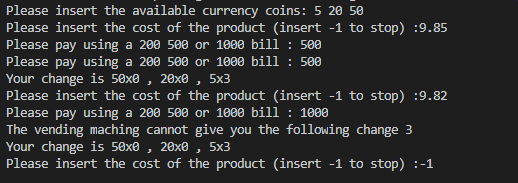 Please insert the available currency coins: 5 20 50
Please insert the cost of the product (insert -1 to stop) :9.85
Please pay using a 200 500 or 1000 bill : 500
Please pay using a 200 500 or 1000 bill : 500
Your change is 50x0 , 20x0 , 5x3
Please insert the cost of the product (insert -1 to stop) :9.82
Please pay using a 200 500 or 1000 bill : 1000
The vending maching cannot give you the following change 3
Your change is 50x0 , 20x0 , 5x3
Please insert the cost of the product (insert -1 to stop) :-1